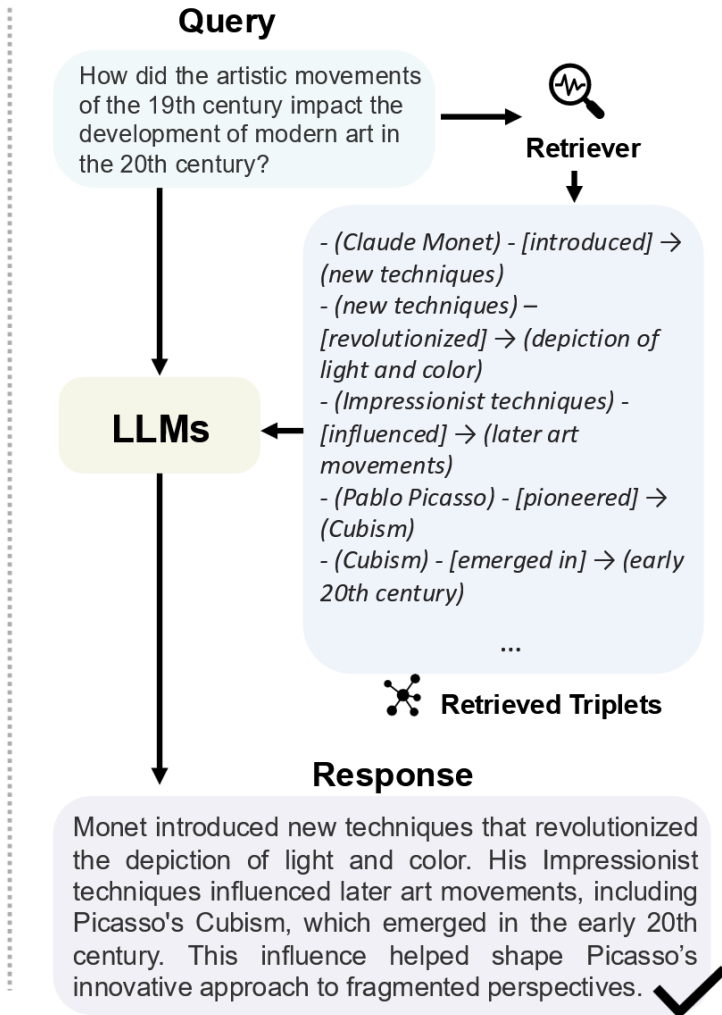 Query
How did the artistic movements
of the 19th century impact the
development of modern art in
the 20th century?
Retriever
- (Claude Monet) - [introduced] →
(new techniques)
- (new techniques) –
[revolutionized] → (depiction of
light and color)
- (Impressionist techniques) -
[influenced] → (later art
movements)
- (Pablo Picasso) - [pioneered] →
(Cubism)
- (Cubism) - [emerged in] → (early
20th century)
...
LLMs
Retrieved Triplets
Response
Monet introduced new techniques that revolutionized
the depiction of light and color. His Impressionist
techniques influenced later art movements, including
Picasso's Cubism, which emerged in the early 20th
century. This influence helped shape Picasso’s
innovative approach to fragmented perspectives.